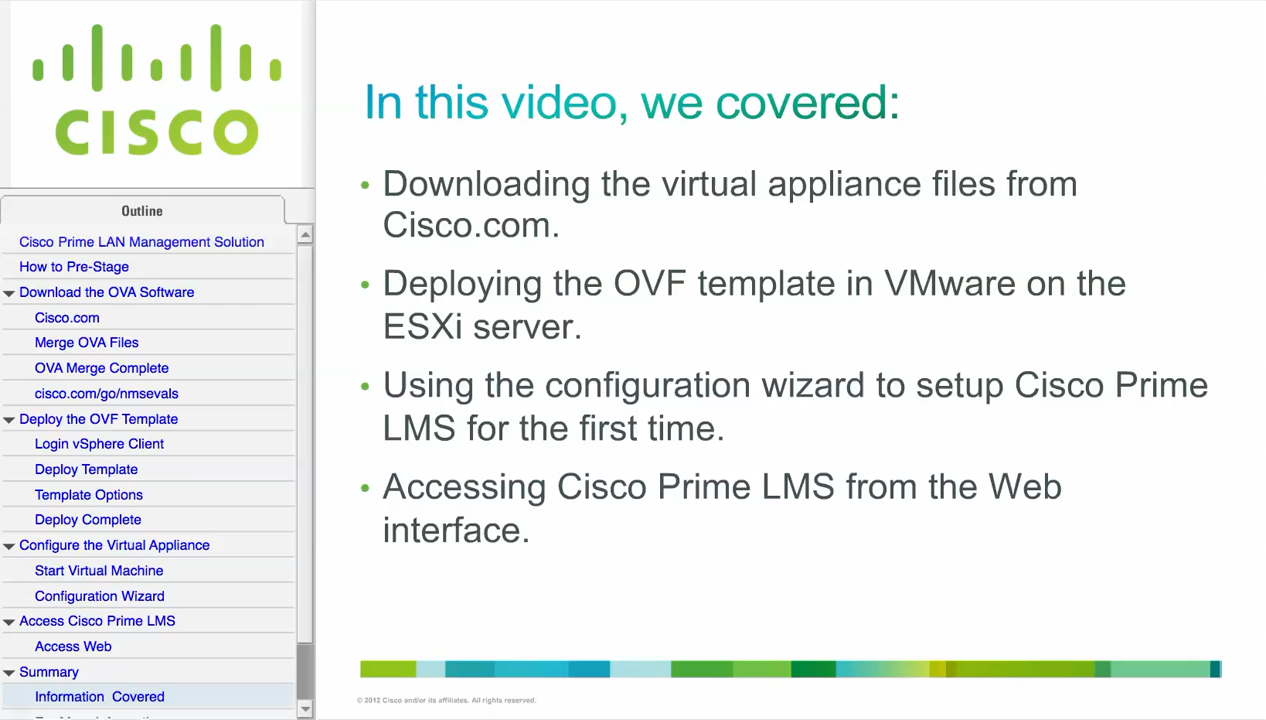 CISCO
Outline
Cisco Prime LAN Management Solution
How to Pre-Stage
Download the OVA Software
Cisco.com
Merge OVA Files
OVA Merge Complete
cisco.com/go/nmsevals
Deploy the OVF Template
Login vSphere Client
Deploy Template
Template Options
Deploy Complete
Configure the Virtual Appliance
Start Virtual Machine
Configuration Wizard
Access Cisco Prime LMS
Access Web
Summary
Information Covered
In this video, we covered:
• Downloading the virtual appliance files from
Cisco.com.
• Deploying the OVF template in VMware on the
ESXi server.
• Using the configuration wizard to setup Cisco Prime
LMS for the first time.
• Accessing Cisco Prime LMS from the Web
interface.
© 2012 Cisco and/or its affiliates. All rights reserved.